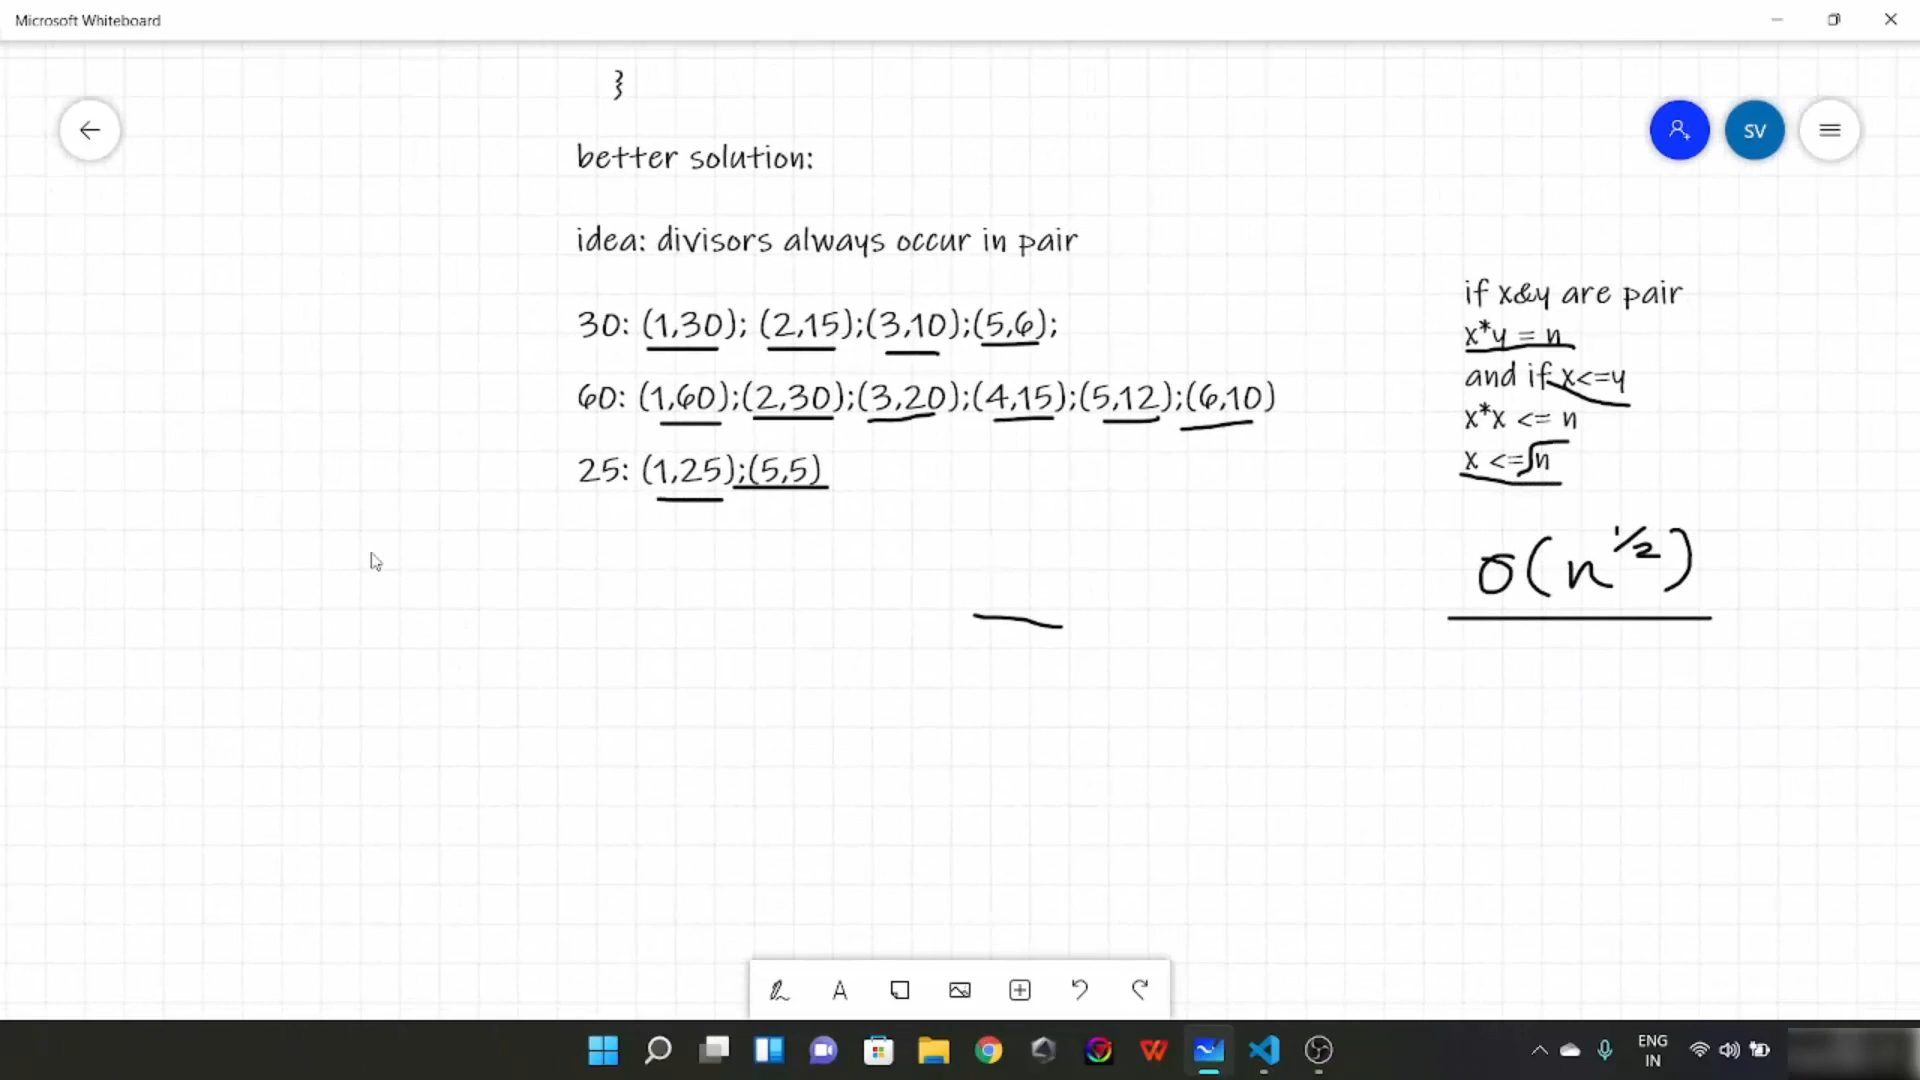 Microsoft Whiteboard
}
SV
better solution:
idea: divisors always occur in pair
30: (1,30); (2,15);(3,10);(5,6);
60: (1,60);(2,30);(3,20);(4,15);(5,12);(6,10)
25: (1,25);(5,5)
if x&y are pair
x*y = n
and if x<=y
x*x <= n
x <=√n
O(n^1/2)
A
ENG
IN